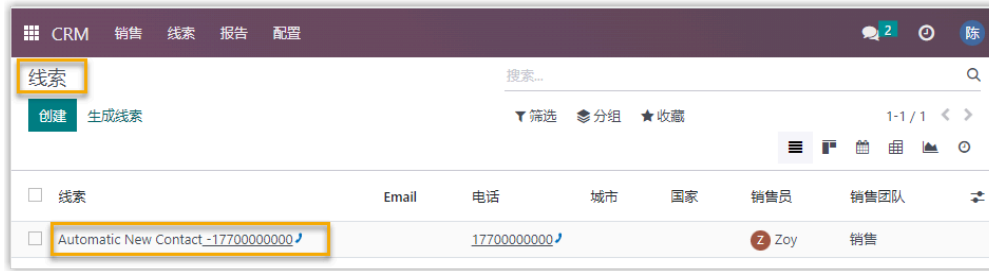 CRM 销售 线索 报告 配置 2 陈
线索 搜索...
创建 生成线索 筛选 分组 收藏 1-1 / 1
线索 Email 电话 城市 国家 销售员 销售团队
Automatic New Contact -17700000000 17700000000 Z Zoy 销售